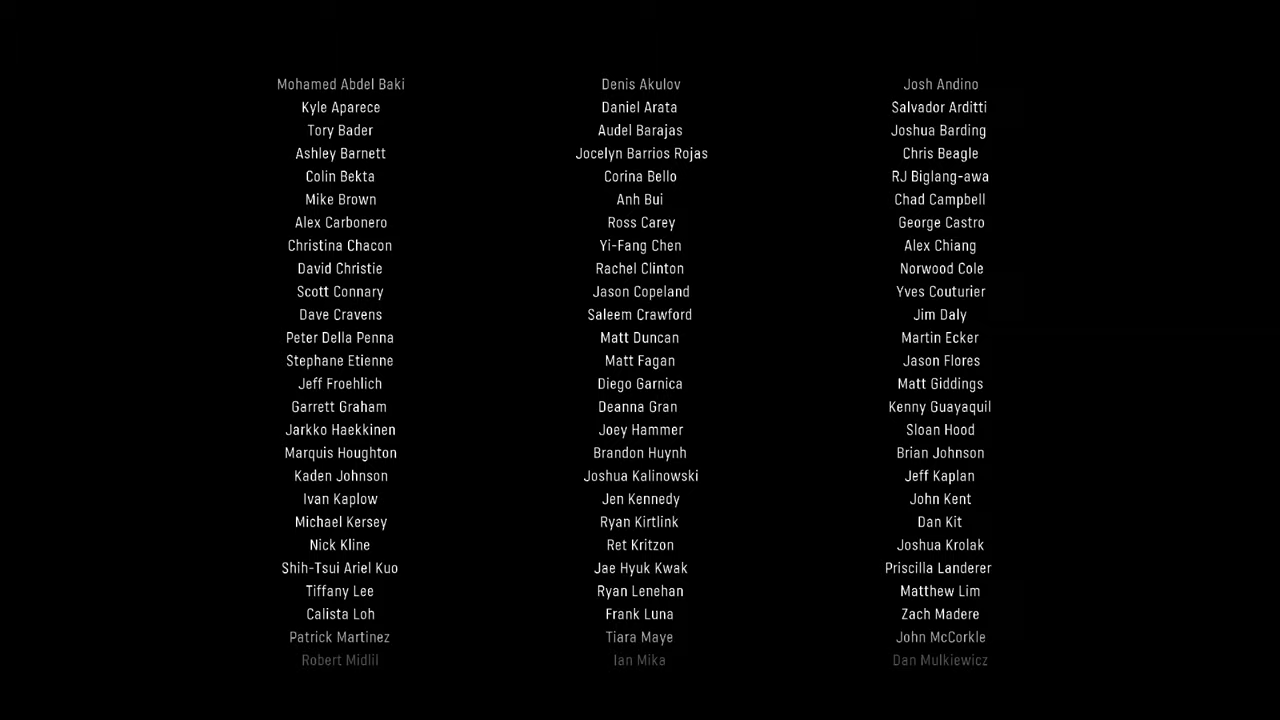 Mohamed Abdel Baki Denis Akulov Josh Andino
Kyle Aparece Daniel Arata Salvador Arditti
Tory Bader Audel Barajas Joshua Barding
Ashley Barnett Jocelyn Barrios Rojas Chris Beagle
Colin Bekta Corina Bello RJ Biglang-awa
Mike Brown Anh Bui Chad Campbell
Alex Carbonero Ross Carey George Castro
Christina Chacon Yi-Fang Chen Alex Chiang
David Christie Rachel Clinton Norwood Cole
Scott Connary Jason Copeland Yves Couturier
Dave Cravens Saleem Crawford Jim Daly
Peter Della Penna Matt Duncan Martin Ecker
Stephane Etienne Matt Fagan Jason Flores
Jeff Froehlich Diego Garnica Matt Giddings
Garrett Graham Deanna Gran Kenny Guayaquil
Jarkko Haekkinen Joey Hammer Sloan Hood
Marquis Houghton Brandon Huynh Brian Johnson
Kaden Johnson Joshua Kalinowski Jeff Kaplan
Ivan Kaplow Jen Kennedy John Kent
Michael Kersey Ryan Kirtlink Dan Kit
Nick Kline Ret Kritzon Joshua Krolak
Shih-Tsui Ariel Kuo Jae Hyuk Kwak Priscilla Landerer
Tiffany Lee Ryan Lenehan Matthew Lim
Calista Loh Frank Luna Zach Madere
Patrick Martinez Tiara Maye John McCorkle
Robert Midlil Ian Mika Dan Mulkiewicz